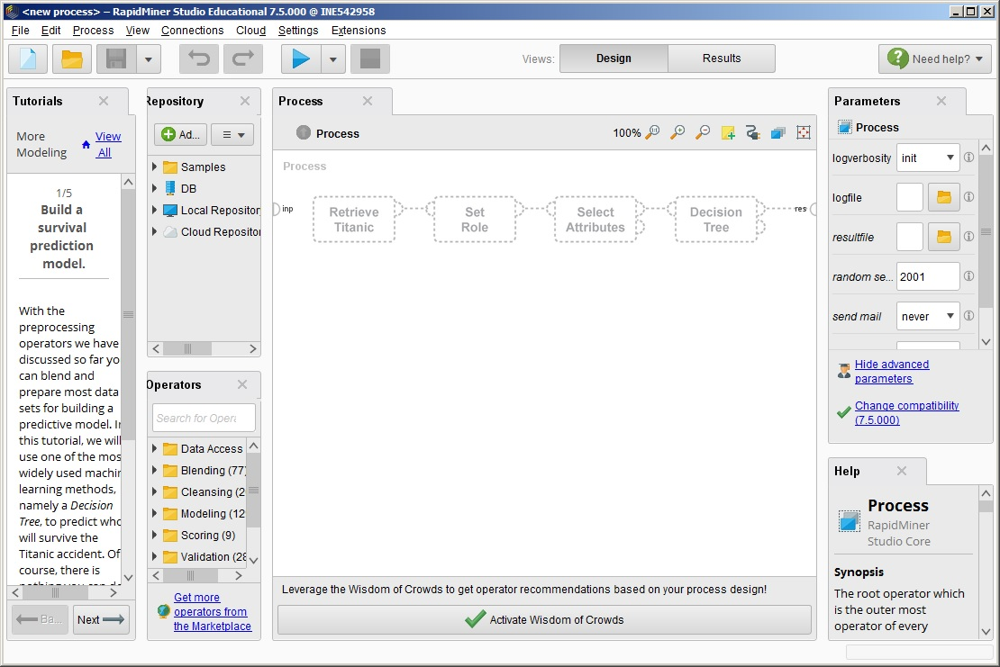 <new process> – RapidMiner Studio Educational 7.5.000 @ INE542958
File Edit Process View Connections Cloud Settings Extensions
Views: Design Results Need help?
Tutorials
More Modeling
View All
1/5
Build a
survival
prediction
model.
With the
preprocessing
operators we have
discussed so far yo
can blend and
prepare most data
sets for building a
predictive model. In
this tutorial, we will
use one of the mos
widely used machin
learning methods,
namely a Decision
Tree, to predict who
will survive the
Titanic accident. Of
course, there is
nothing you can do
Ba... Next
Repository
Ad...
Samples
DB
Local Repositor
Cloud Repositor
Operators
Search for Opera
Data Access
Blending (77)
Cleansing (2
Modeling (12
Scoring (9)
Validation (28
Get more
operators from
the Marketplace
Process
Process
100%
Process
inp
Retrieve
Titanic
Set
Role
Select
Attributes
Decision
Tree
res
Leverage the Wisdom of Crowds to get operator recommendations based on your process design!
Activate Wisdom of Crowds
Parameters
Process
logverbosity init
logfile
resultfile
random se... 2001
send mail never
Hide advanced
parameters
Change compatibility
(7.5.000)
Help
Process
RapidMiner
Studio Core
Synopsis
The root operator which
is the outer most
operator of every